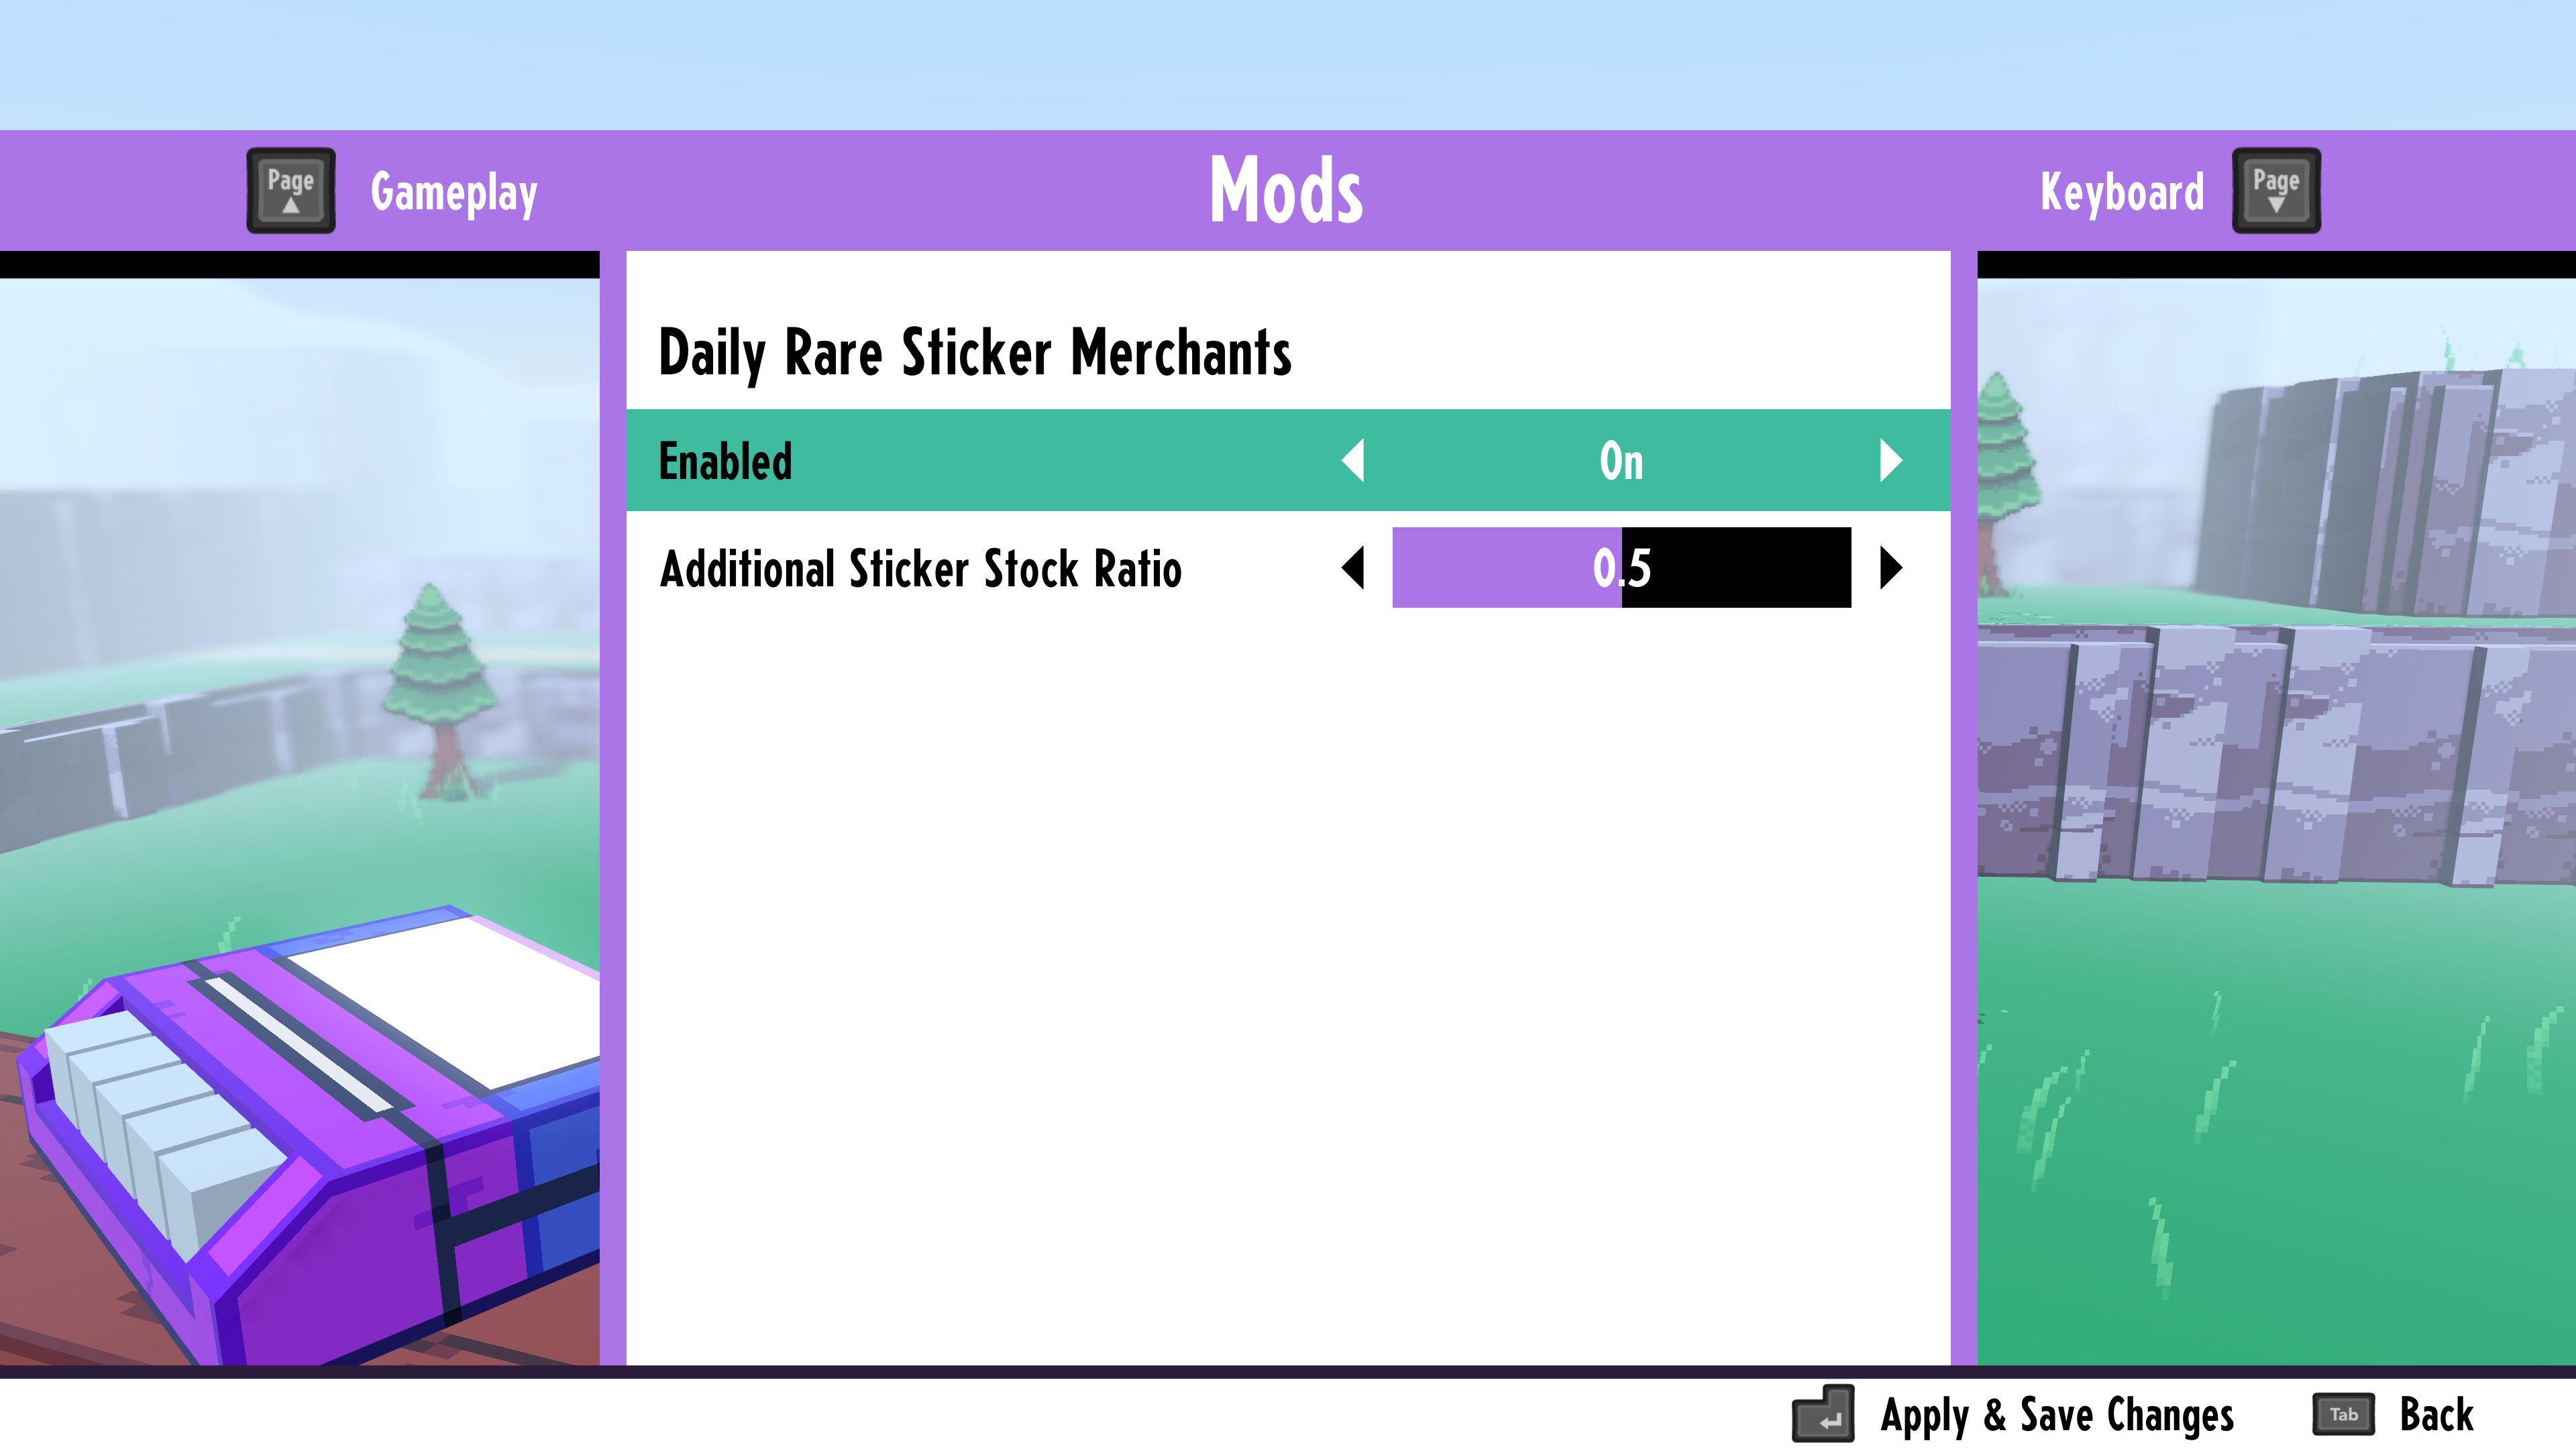 Page Gameplay Mods Keyboard Page
Daily Rare Sticker Merchants
Enabled On
Additional Sticker Stock Ratio 0.5
Apply & Save Changes Tab Back